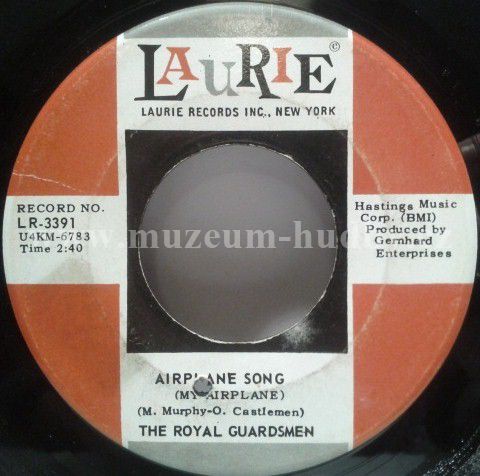 LAURIE©
LAURIE RECORDS INC., NEW YORK
RECORD NO.
LR-3391
U4KM-6783
Time 2:40
Hastings Music
Corp. (BMI)
Produced by
Gernhard
Enterprises
www.muzeum-hudby.cz
AIRPLANE SONG
(MY AIRPLANE)
(M. Murphy-O. Castlemen)
THE ROYAL GUARDSMEN